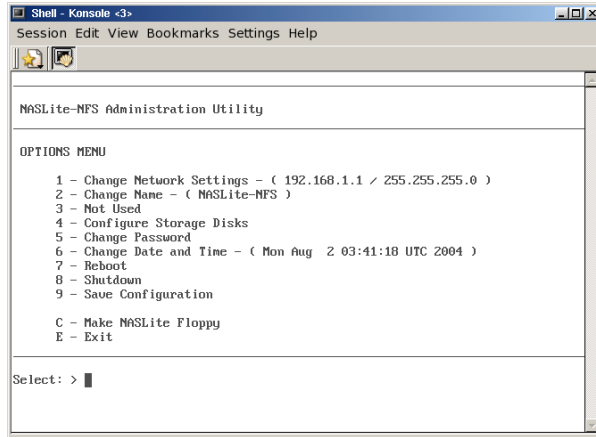 Shell - Konsole <3>
Session Edit View Bookmarks Settings Help
NASLite-NFS Administration Utility
OPTIONS MENU
1 - Change Network Settings - ( 192.168.1.1 / 255.255.255.0 )
2 - Change Name - ( NASLite-NFS )
3 - Not Used
4 - Configure Storage Disks
5 - Change Password
6 - Change Date and Time - ( Mon Aug  2 03:41:18 UTC 2004 )
7 - Reboot
8 - Shutdown
9 - Save Configuration
C - Make NASLite Floppy
E - Exit
Select: >